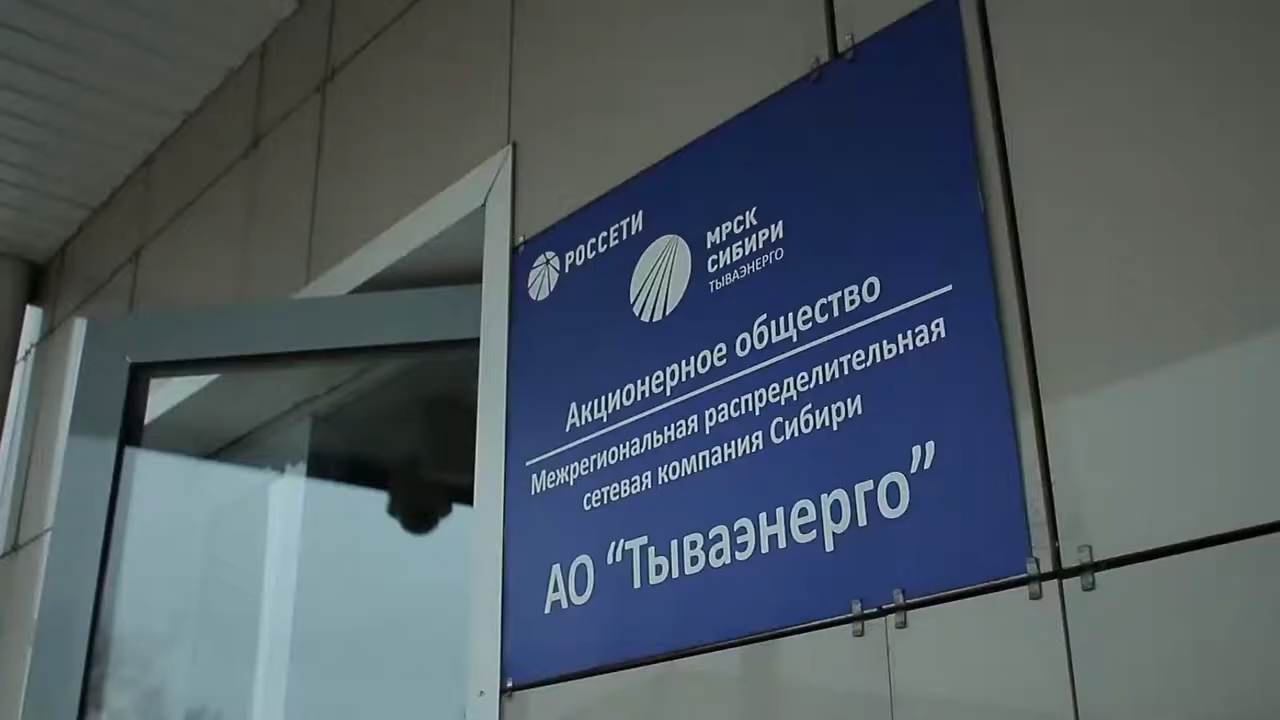 РОССЕТИ
МРСК
СИБИРИ
ТЫВАЭНЕРГО
Акционерное общество
Межрегиональная распределительная
сетевая компания Сибири
АО “Тываэнерго”